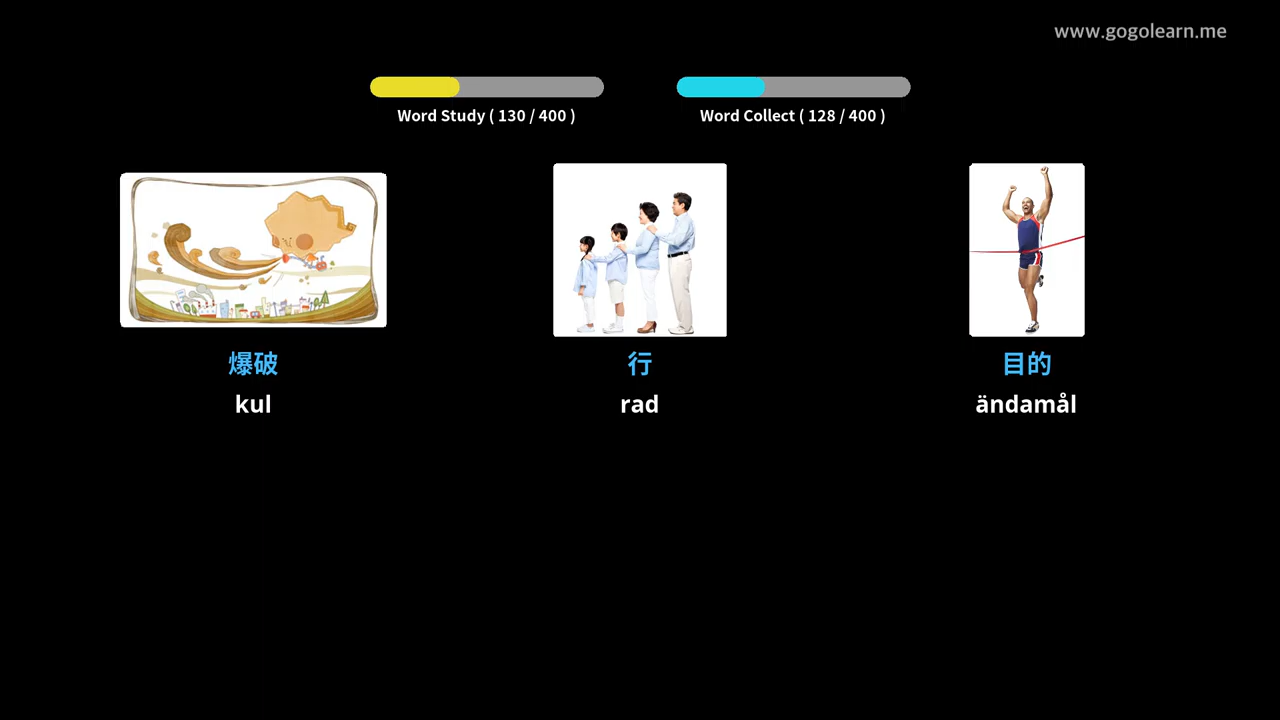 www.gogolearn.me
Word Study ( 130 / 400 )
Word Collect ( 128 / 400 )
爆破
kul
行
rad
目的
ändamål